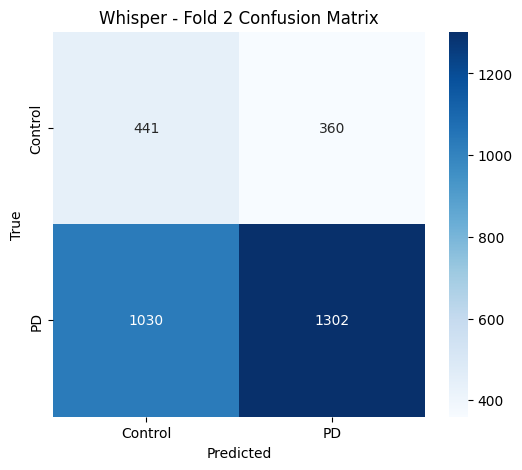 Whisper - Fold 2 Confusion Matrix
True
Control
PD
441
360
1030
1302
Control
PD
Predicted
1200
1000
800
600
400